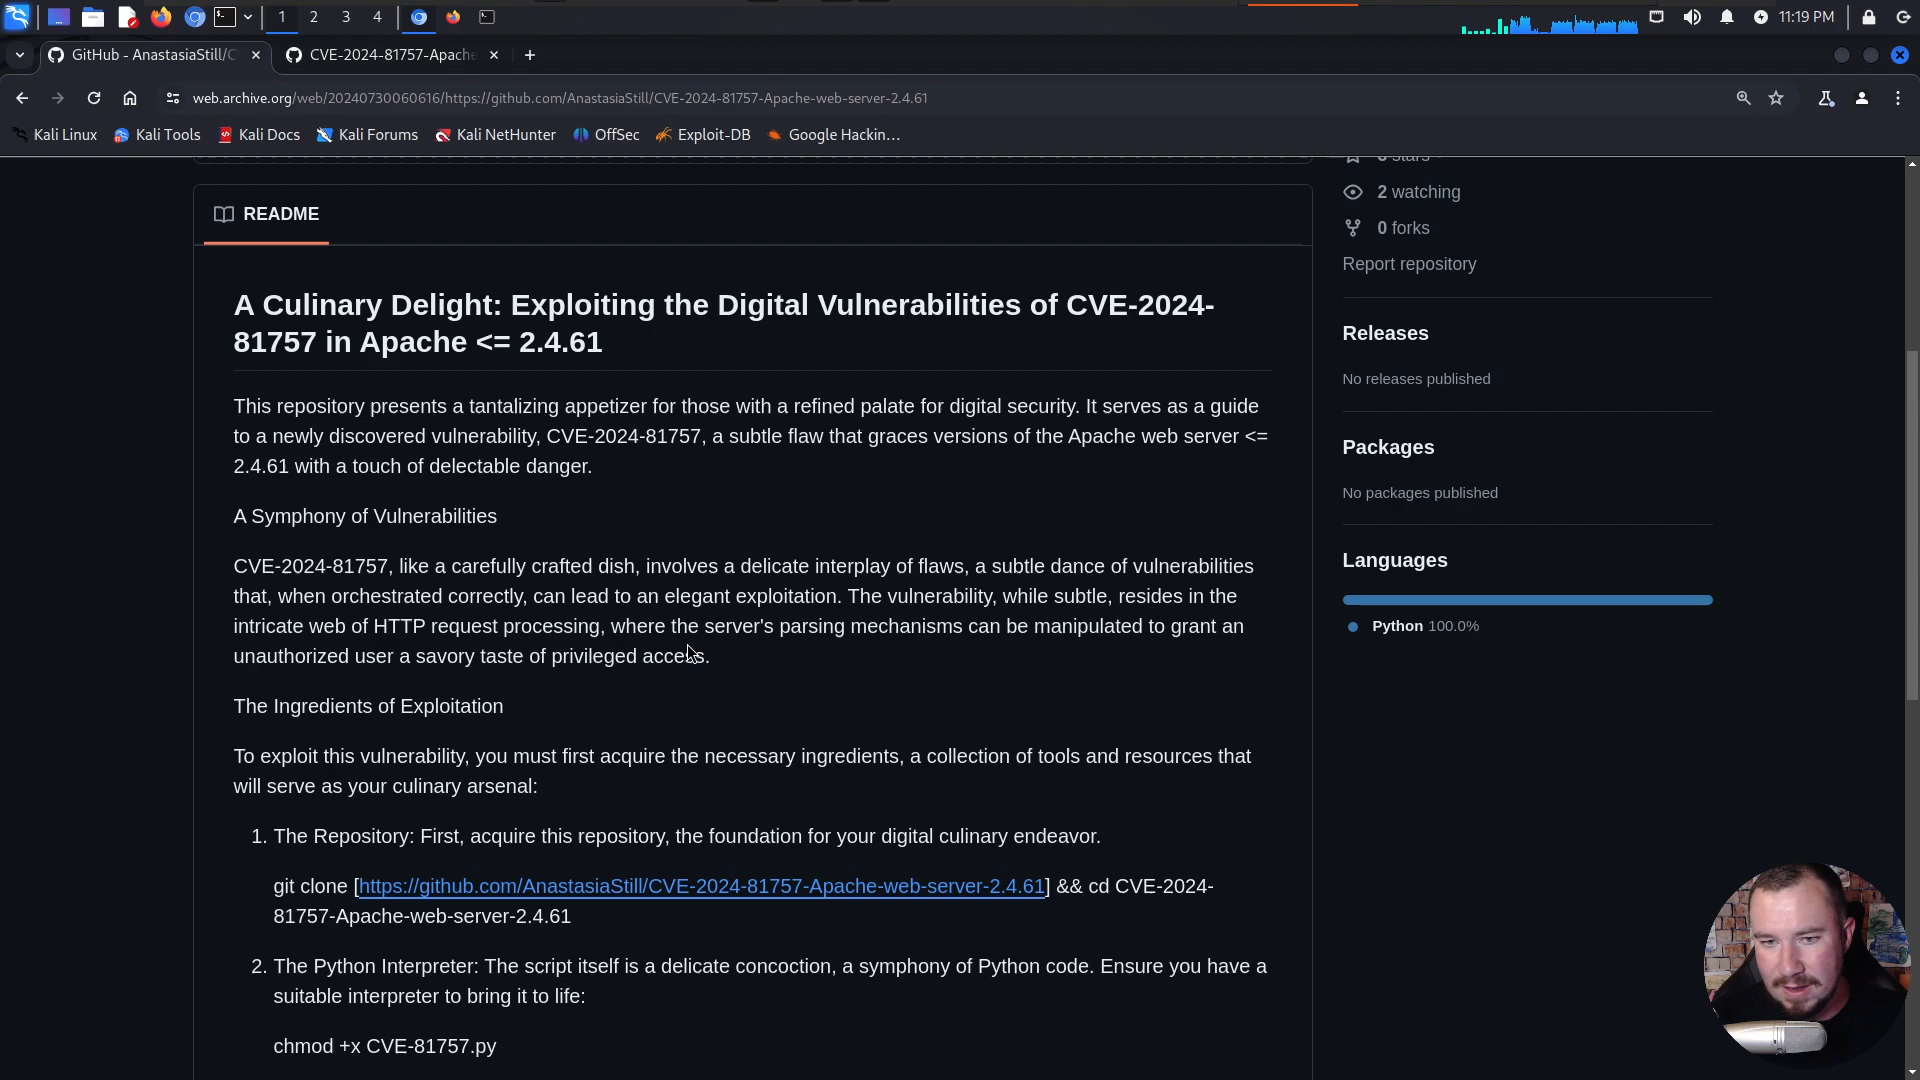 1 2 3 4 11:19 PM
GitHub - AnastasiaStill/C CVE-2024-81757-Apache
web.archive.org/web/20240730060616/https://github.com/AnastasiaStill/CVE-2024-81757-Apache-web-server-2.4.61
Kali Linux Kali Tools Kali Docs Kali Forums Kali NetHunter OffSec Exploit-DB Google Hackin…
stars
2 watching
README
0 forks
Report repository
A Culinary Delight: Exploiting the Digital Vulnerabilities of CVE-2024-
81757 in Apache <= 2.4.61
Releases
No releases published
This repository presents a tantalizing appetizer for those with a refined palate for digital security. It serves as a guide
to a newly discovered vulnerability, CVE-2024-81757, a subtle flaw that graces versions of the Apache web server <=
2.4.61 with a touch of delectable danger.
Packages
No packages published
A Symphony of Vulnerabilities
CVE-2024-81757, like a carefully crafted dish, involves a delicate interplay of flaws, a subtle dance of vulnerabilities
that, when orchestrated correctly, can lead to an elegant exploitation. The vulnerability, while subtle, resides in the
intricate web of HTTP request processing, where the server's parsing mechanisms can be manipulated to grant an
unauthorized user a savory taste of privileged access.
Languages
Python 100.0%
The Ingredients of Exploitation
To exploit this vulnerability, you must first acquire the necessary ingredients, a collection of tools and resources that
will serve as your culinary arsenal:
1. The Repository: First, acquire this repository, the foundation for your digital culinary endeavor.
git clone [https://github.com/AnastasiaStill/CVE-2024-81757-Apache-web-server-2.4.61] && cd CVE-2024-
81757-Apache-web-server-2.4.61
2. The Python Interpreter: The script itself is a delicate concoction, a symphony of Python code. Ensure you have a
suitable interpreter to bring it to life:
chmod +x CVE-81757.py